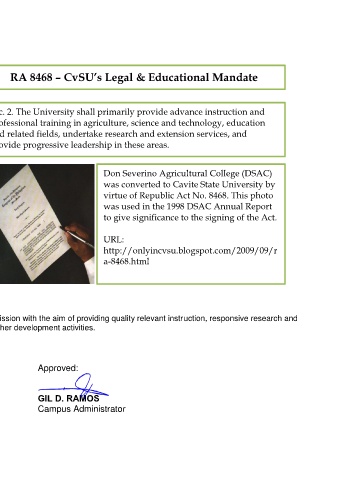 RA 8468 – CvSU's Legal & Educational Mandate
c. 2. The University shall primarily provide advance instruction and
ofessional training in agriculture, science and technology, education
d related fields, undertake research and extension services, and
ovide progressive leadership in these areas.
Don Severino Agricultural College (DSAC)
was converted to Cavite State University by
virtue of Republic Act No. 8468. This photo
was used in the 1998 DSAC Annual Report
to give significance to the signing of the Act.
URL:
http://onlyincvsu.blogspot.com/2009/09/r
a-8468.html
ission with the aim of providing quality relevant instruction, responsive research and
her development activities.
Approved:
GIL D. RAMOS
Campus Administrator